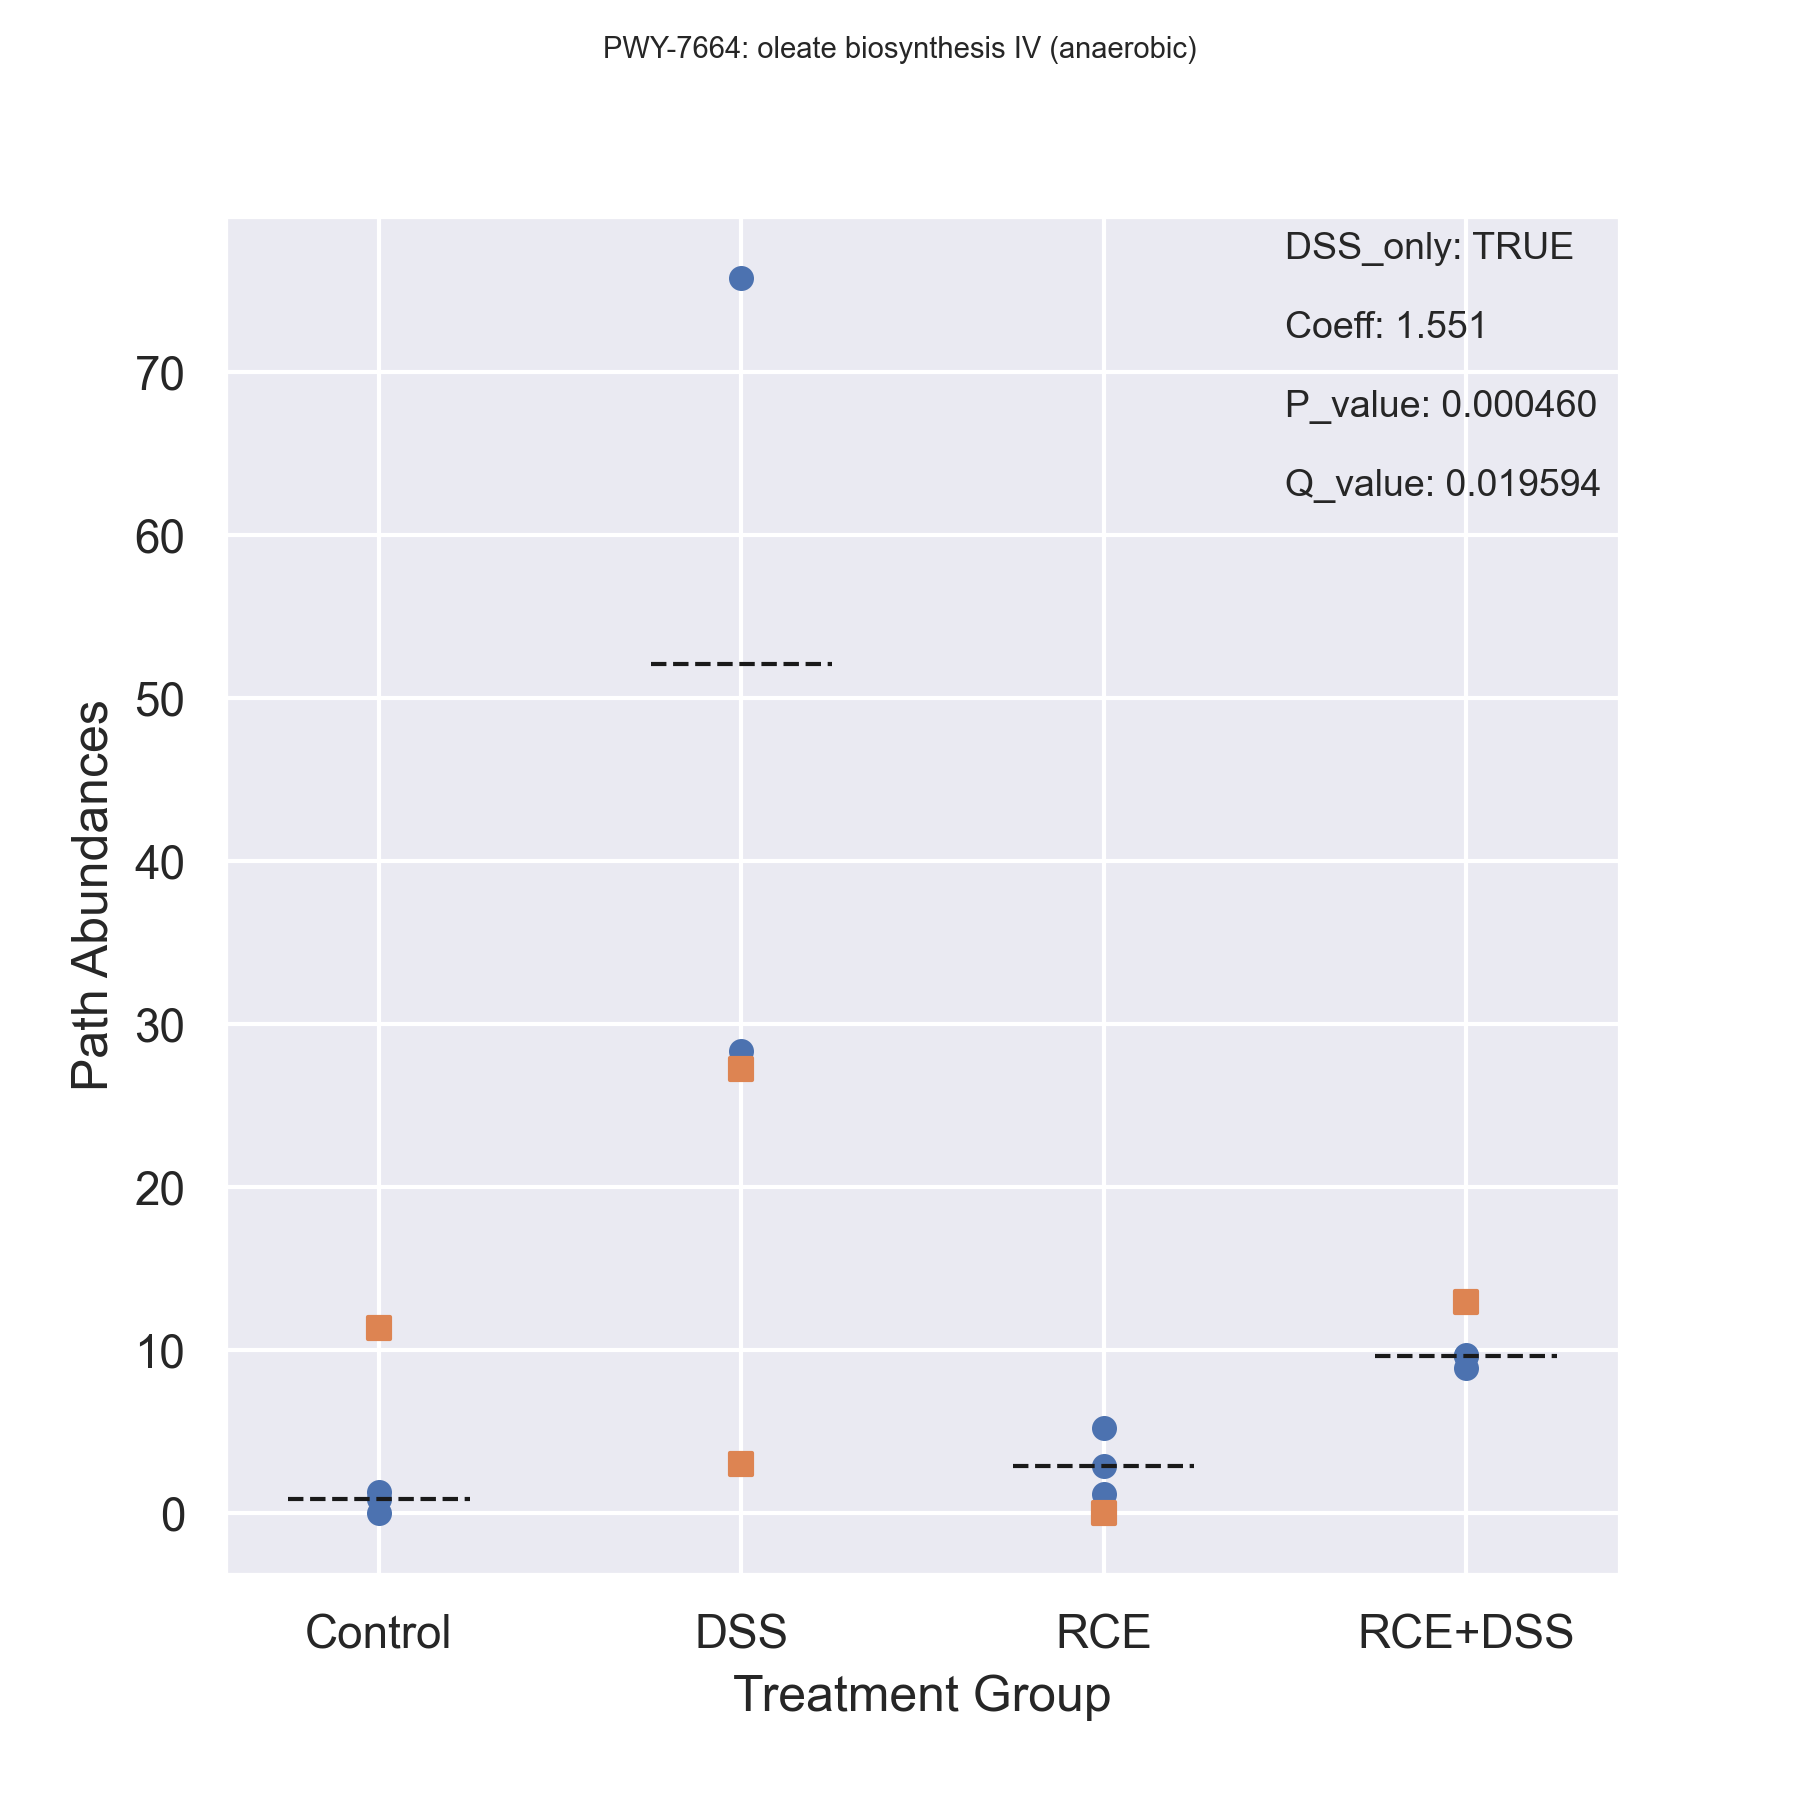 PWY-7664: oleate biosynthesis IV (anaerobic)
DSS_only: TRUE
Coeff: 1.551
P_value: 0.000460
Q_value: 0.019594
Path Abundances
70
60
50
40
30
20
10
0
Control
DSS
RCE
RCE+DSS
Treatment Group